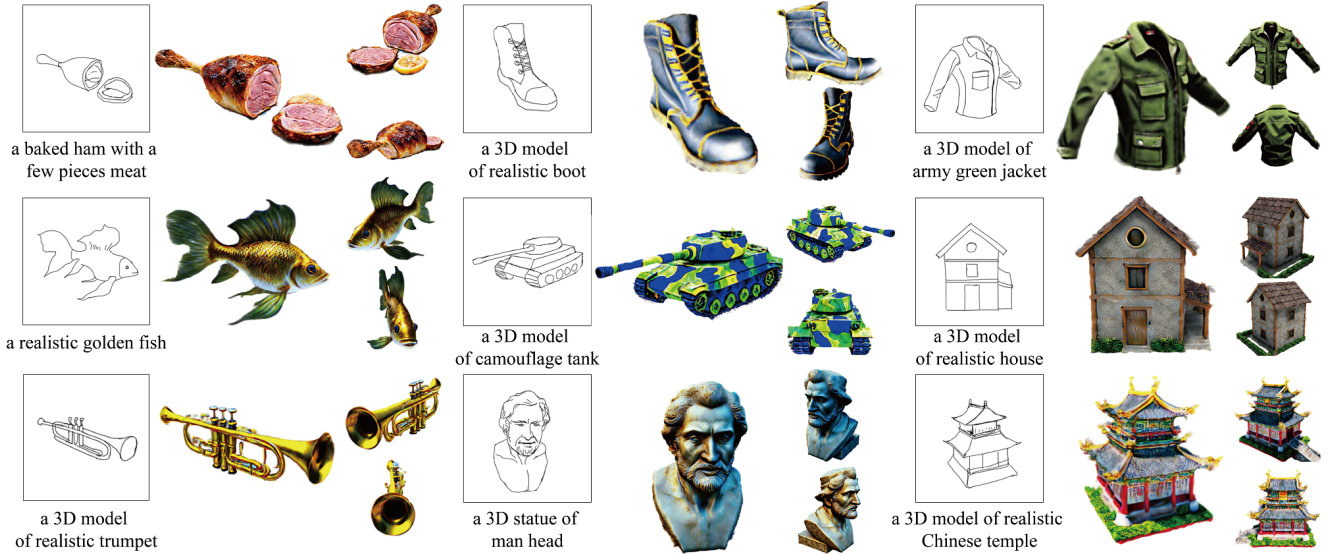 a baked ham with a
few pieces meat
a 3D model
of realistic boot
a 3D model of
army green jacket
a realistic golden fish
a 3D model
of camouflage tank
a 3D model
of realistic house
a 3D model
of realistic trumpet
a 3D statue of
man head
a 3D model of realistic
Chinese temple